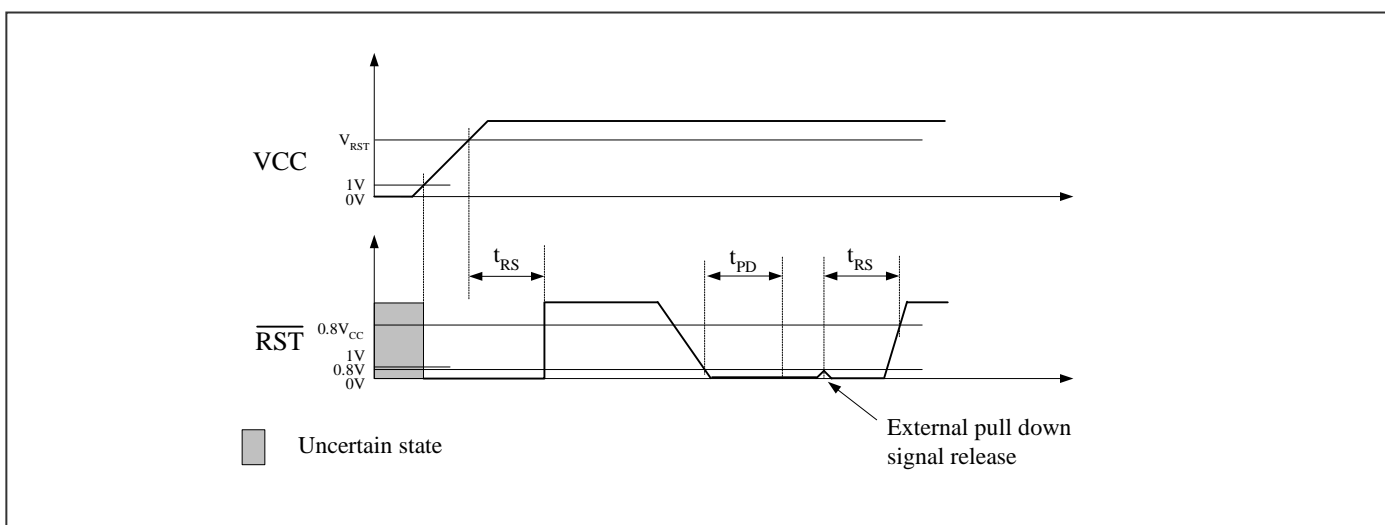 V_RST
VCC
1V
0V
t_RS
t_PD
t_RS
R̅S̅T̅
0.8V_CC
1V
0.8V
0V
External pull down
signal release
Uncertain state